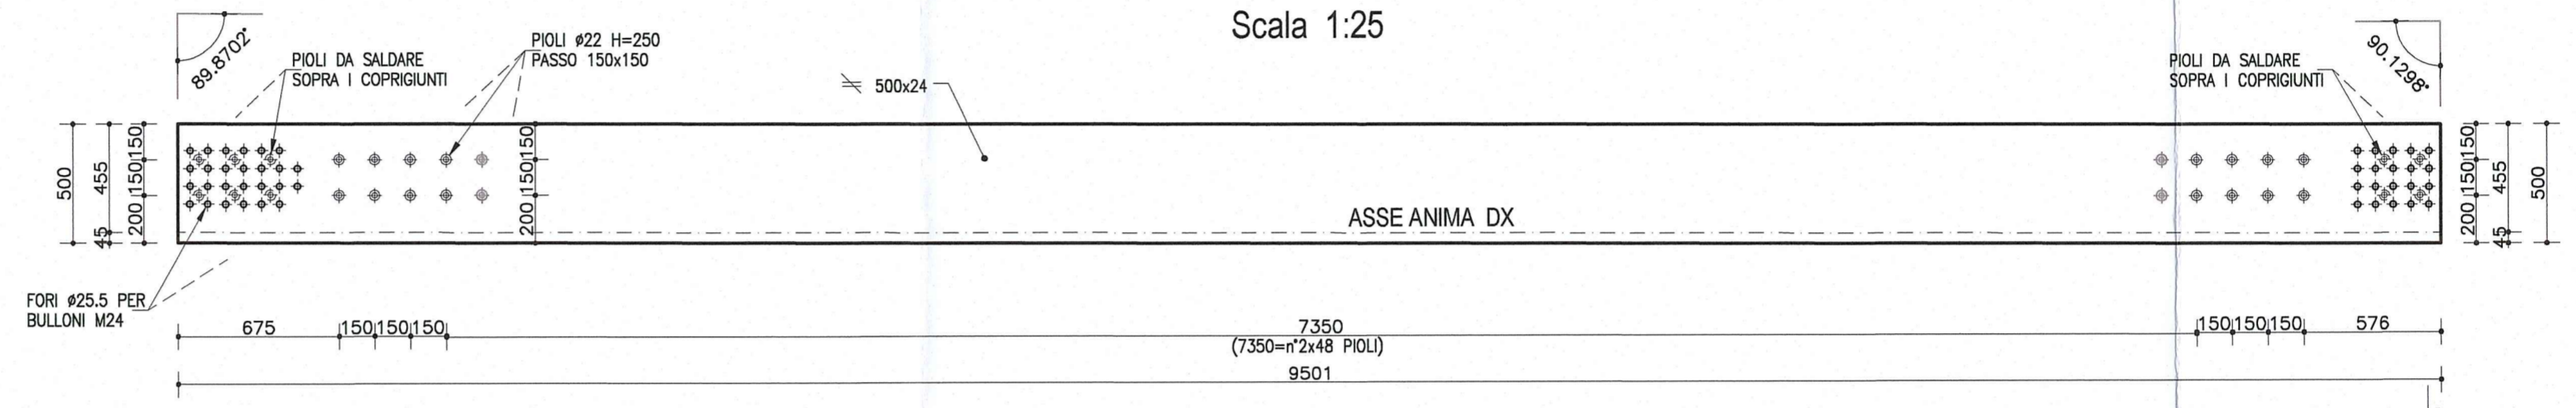 Scala 1:25
89.8702°
PIOLI DA SALDARE
SOPRA I COPRIGIUNTI
PIOLI ø22 H=250
PASSO 150x150
500x24
PIOLI DA SALDARE
SOPRA I COPRIGIUNTI
90.1298°
500
455
45
150
150
200
150
150
200
ASSE ANIMA DX
150
150
200
455
45
500
FORI ø25.5 PER
BULLONI M24
675
150
150
150
7350
(7350=n°2x48 PIOLI)
150
150
150
576
9501